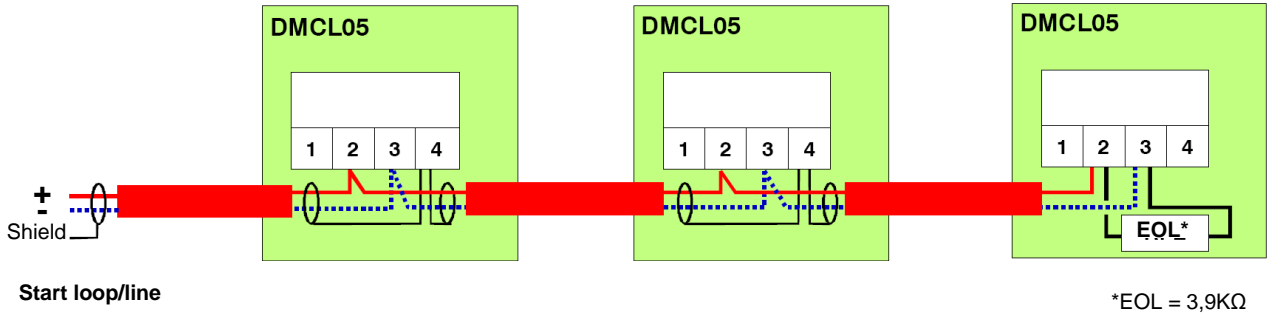 DMCL05 DMCL05 DMCL05
1 2 3 4 1 2 3 4 1 2 3 4
+
-
Shield
EOL*
Start loop/line
*EOL = 3,9KΩ